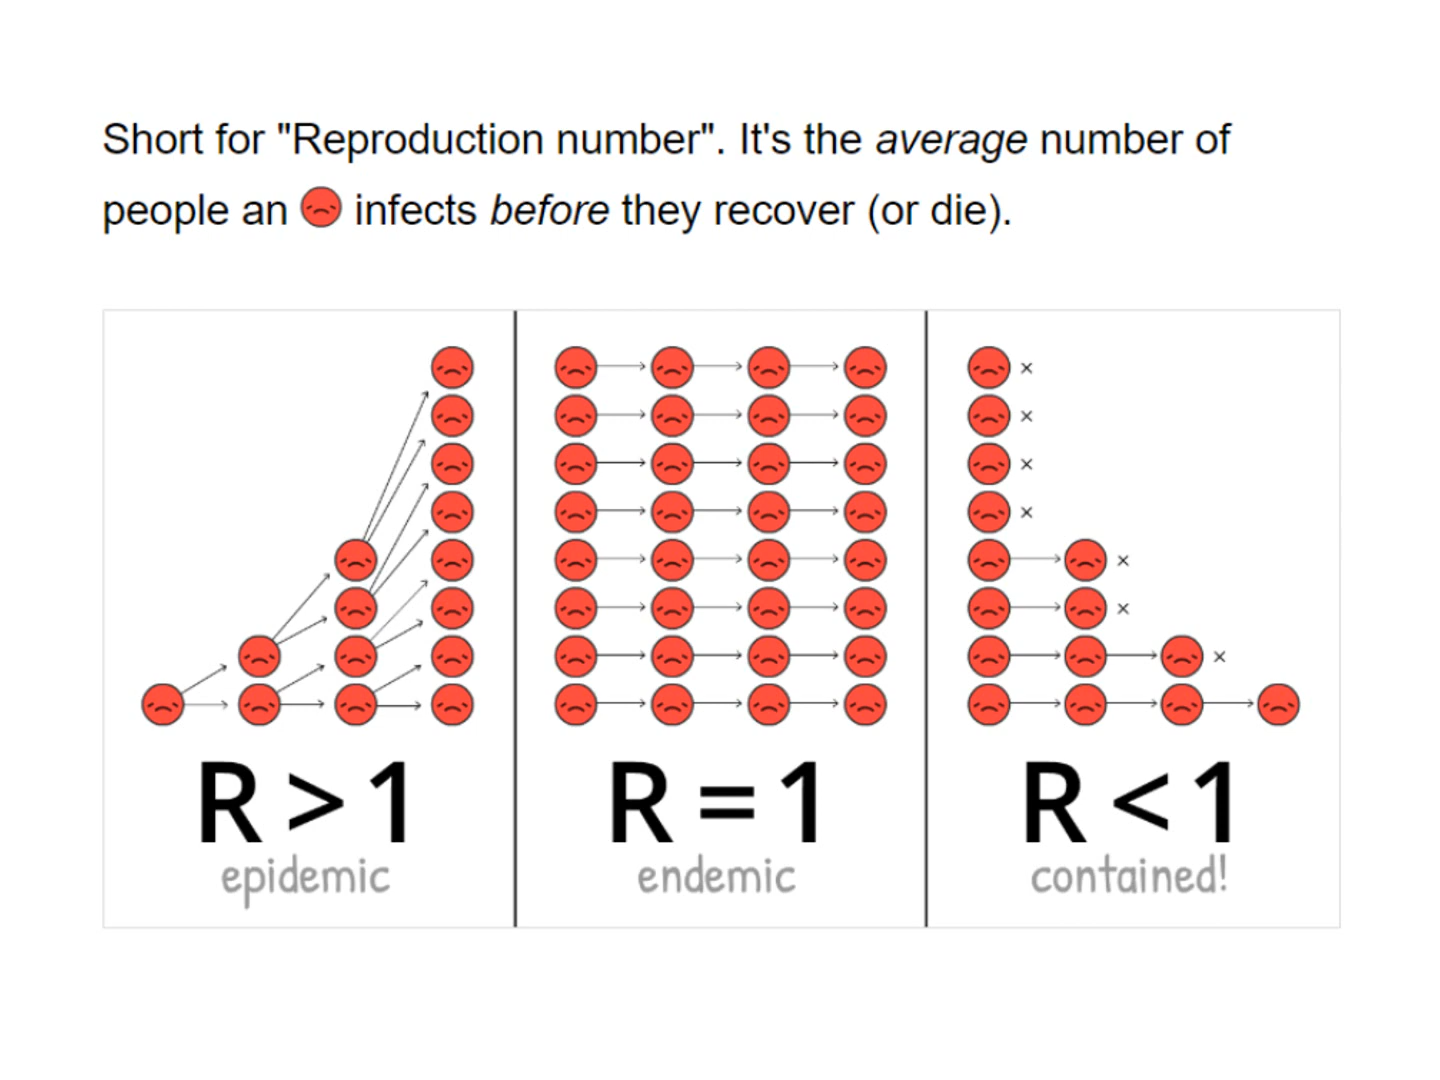 Short for "Reproduction number". It's the average number of
people an infects before they recover (or die).
R > 1
epidemic
R = 1
endemic
R < 1
contained!